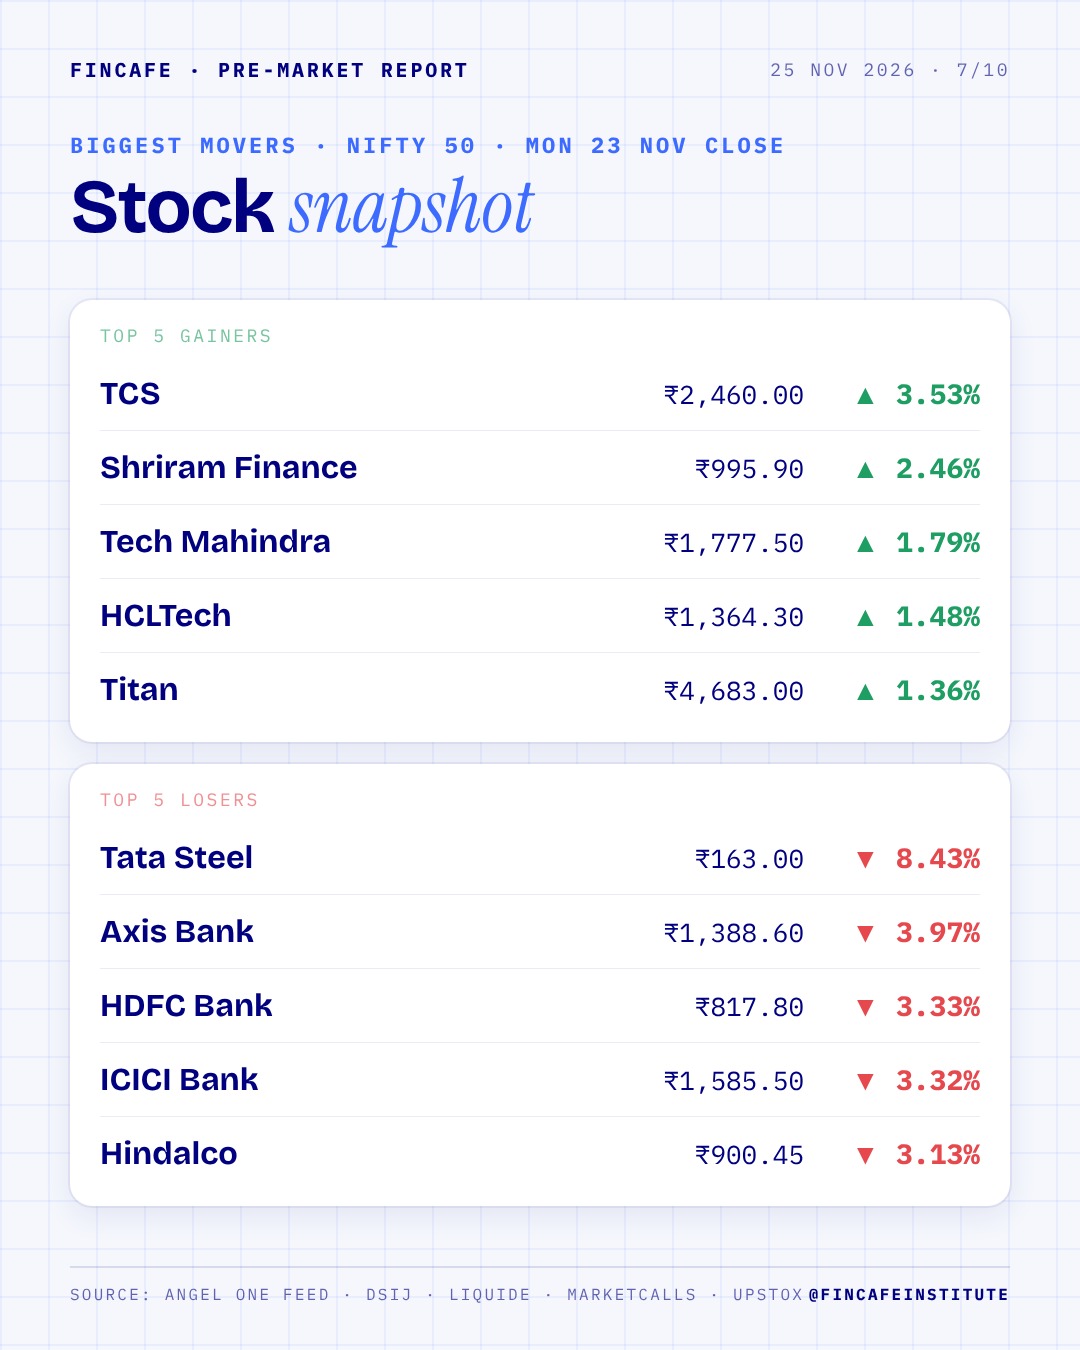 FINCAFE · PRE-MARKET REPORT
25 NOV 2026 · 7/10
BIGGEST MOVERS · NIFTY 50 · MON 23 NOV CLOSE
Stock snapshot
TOP 5 GAINERS
TCS ₹2,460.00 ▲ 3.53%
Shriram Finance ₹995.90 ▲ 2.46%
Tech Mahindra ₹1,777.50 ▲ 1.79%
HCLTech ₹1,364.30 ▲ 1.48%
Titan ₹4,683.00 ▲ 1.36%
TOP 5 LOSERS
Tata Steel ₹163.00 ▼ 8.43%
Axis Bank ₹1,388.60 ▼ 3.97%
HDFC Bank ₹817.80 ▼ 3.33%
ICICI Bank ₹1,585.50 ▼ 3.32%
Hindalco ₹900.45 ▼ 3.13%
SOURCE: ANGEL ONE FEED · DSIJ · LIQUIDE · MARKETCALLS · UPSTOX @FINCAFEINSTITUTE